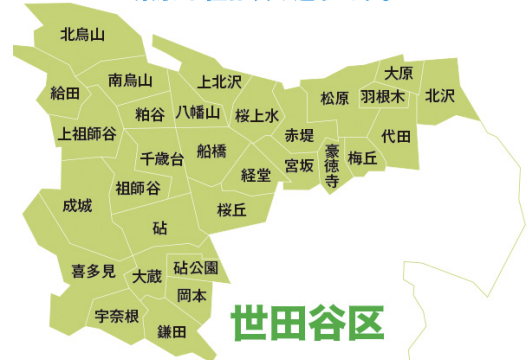 北烏山
大原
給田
南烏山
上北沢
松原
羽根木
北沢
粕谷
八幡山
桜上水
上祖師谷
赤堤
代田
千歳台
船橋
宮坂
豪徳寺
梅丘
経堂
祖師谷
成城
桜丘
砧
喜多見
大蔵
砧公園
岡本
宇奈根
鎌田
世田谷区